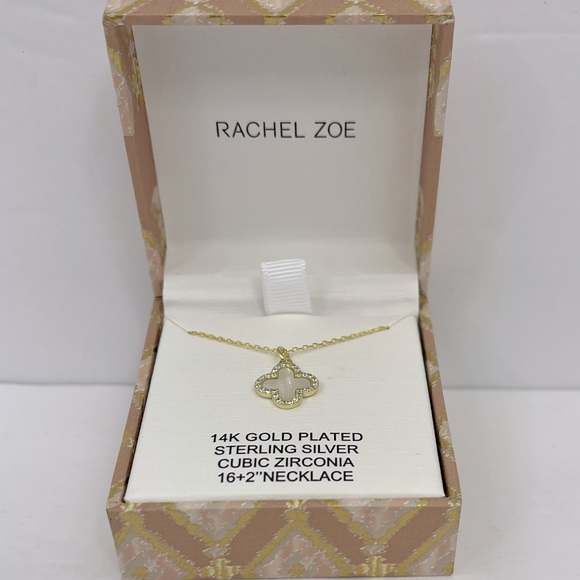 RACHEL ZOE
14K GOLD PLATED
STERLING SILVER
CUBIC ZIRCONIA
16+2"NECKLACE